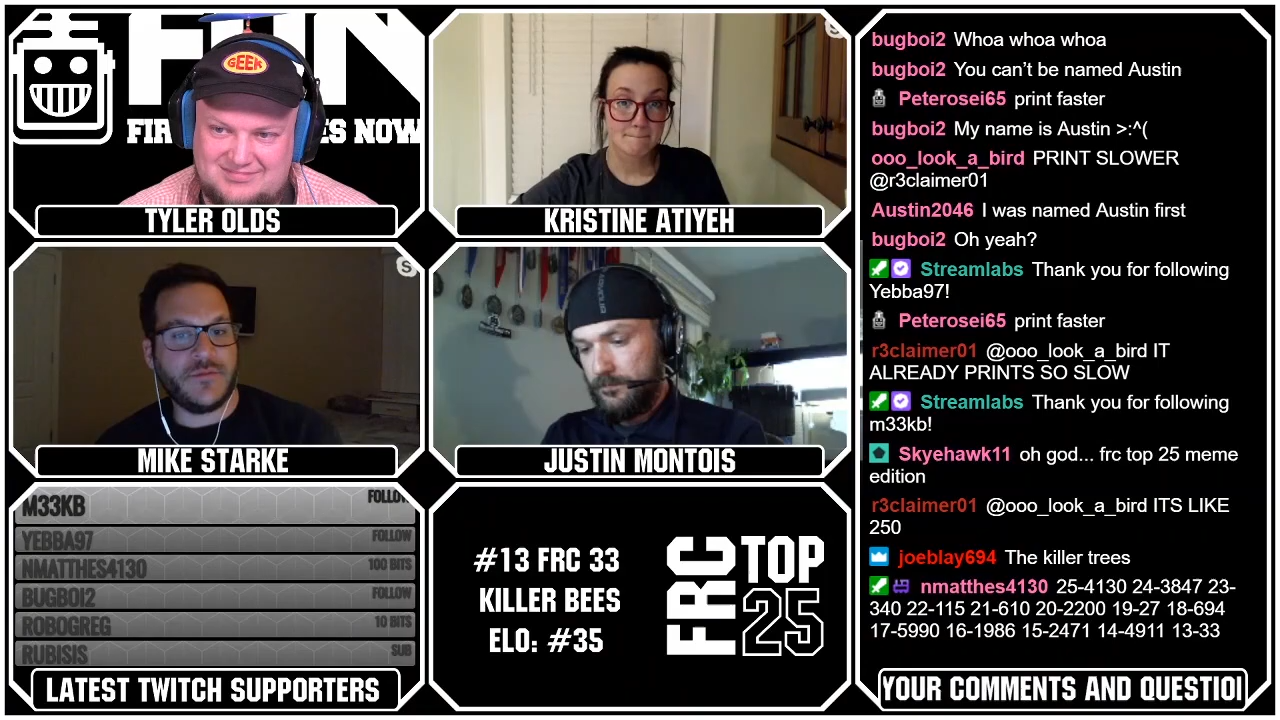 FUN
FIR
ES NOW
GEEK
TYLER OLDS
KRISTINE ATIYEH
MIKE STARKE
JUSTIN MONTOIS
M33KB FOLLOW
YEBBA97 FOLLOW
NMATTHES4130 100 BITS
BUGBOI2 FOLLOW
ROBOGREG 10 BITS
RUBISIS SUB
LATEST TWITCH SUPPORTERS
#13 FRC 33
KILLER BEES
ELO: #35
FRC TOP
25
bugboi2 Whoa whoa whoa
bugboi2 You can't be named Austin
Peterosei65 print faster
bugboi2 My name is Austin >:^(
ooo_look_a_bird PRINT SLOWER
@r3claimer01
Austin2046 I was named Austin first
bugboi2 Oh yeah?
Streamlabs Thank you for following
Yebba97!
Peterosei65 print faster
r3claimer01 @ooo_look_a_bird IT
ALREADY PRINTS SO SLOW
Streamlabs Thank you for following
m33kb!
Skyehawk11 oh god... frc top 25 meme
edition
r3claimer01 @ooo_look_a_bird ITS LIKE
250
joeblay694 The killer trees
nmatthes4130 25-4130 24-3847 23-
340 22-115 21-610 20-2200 19-27 18-694
17-5990 16-1986 15-2471 14-4911 13-33
YOUR COMMENTS AND QUESTIO